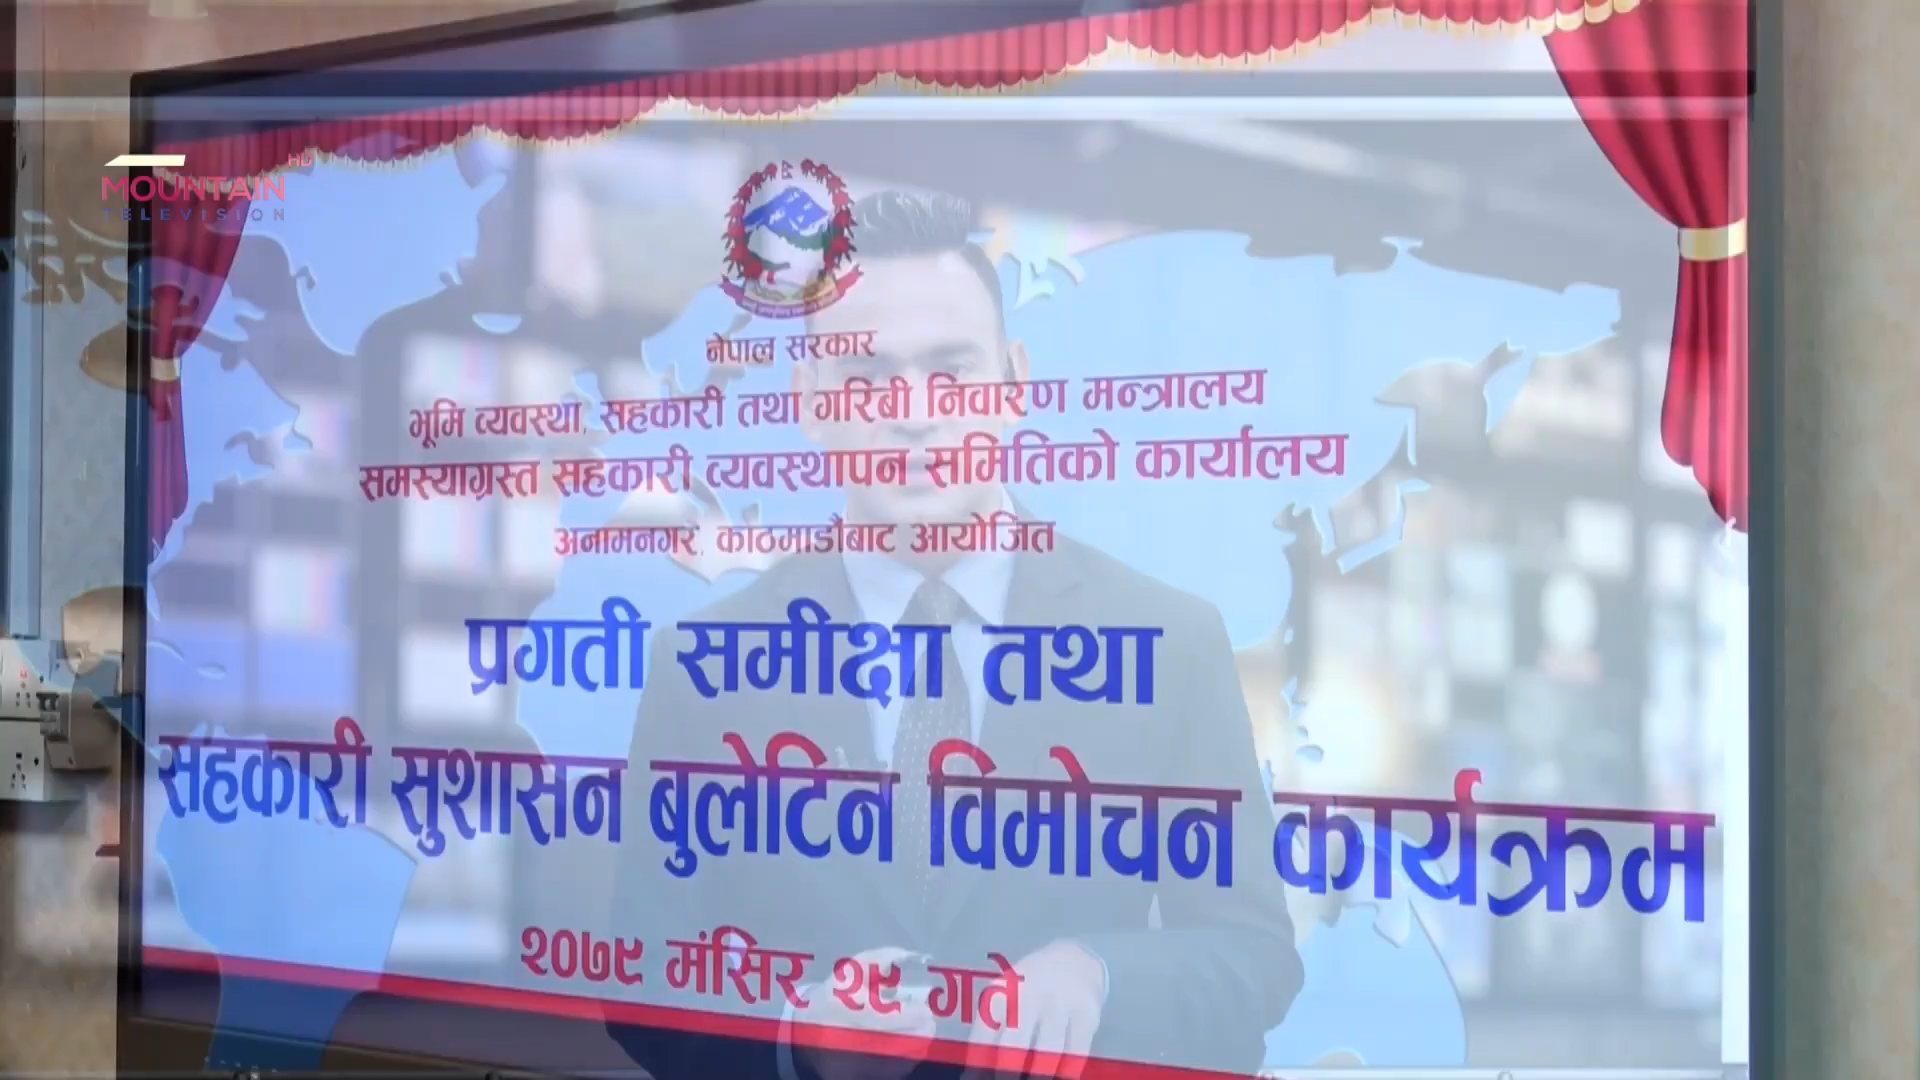 HD
MOUNTAIN
TELEVISION
नेपाल सरकार
भूमि व्यवस्था, सहकारी तथा गरिबी निवारण मन्त्रालय
समस्याग्रस्त सहकारी व्यवस्थापन समितिको कार्यालय
अनामनगर, काठमाडौंबाट आयोजित
प्रगती समीक्षा तथा
सहकारी सुशासन बुलेटिन विमोचन कार्यक्रम
२०७९ मंसिर २९ गते